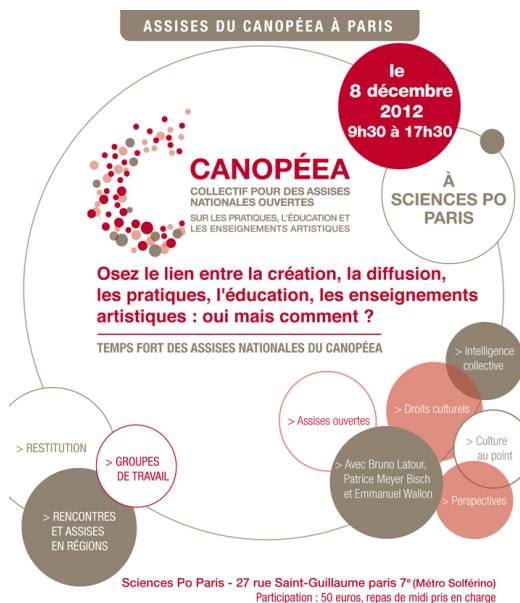 ASSISES DU CANOPÉEA À PARIS
le
8 décembre
2012
9h30 à 17h30
À
SCIENCES PO
PARIS
CANOPÉEA
COLLECTIF POUR DES ASSISES
NATIONALES OUVERTES
SUR LES PRATIQUES, L'ÉDUCATION ET
LES ENSEIGNEMENTS ARTISTIQUES
Osez le lien entre la création, la diffusion,
les pratiques, l'éducation, les enseignements
artistiques : oui mais comment ?
TEMPS FORT DES ASSISES NATIONALES DU CANOPÉEA
> Intelligence
collective
> Droits culturels
> Assises ouvertes
> Culture
au point
> Avec Bruno Latour,
Patrice Meyer Bisch
et Emmanuel Wallon
> Perspectives
> RESTITUTION
> GROUPES
DE TRAVAIL
> RENCONTRES
ET ASSISES
EN RÉGIONS
Sciences Po Paris - 27 rue Saint-Guillaume paris 7e (Métro Solférino)
Participation : 50 euros, repas de midi pris en charge